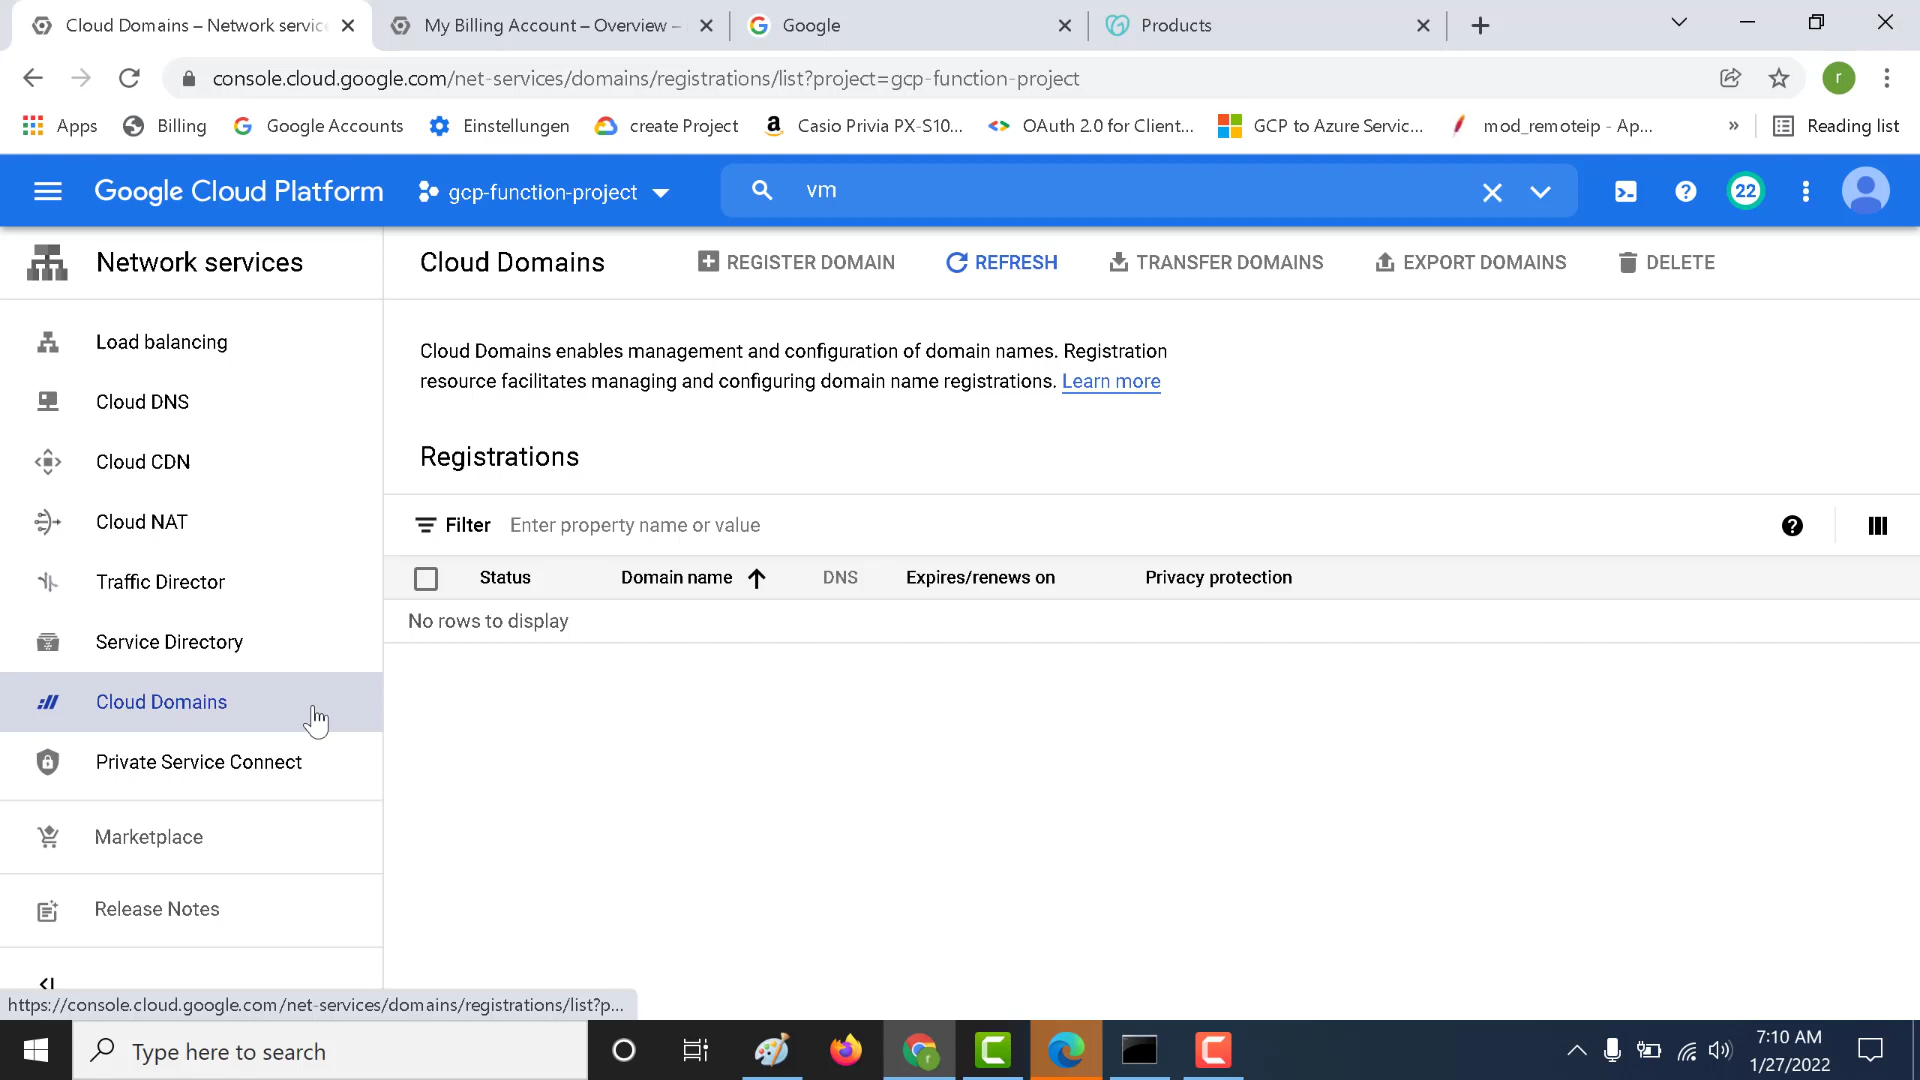 Cloud Domains – Network service
My Billing Account – Overview –
Google
Products
console.cloud.google.com/net-services/domains/registrations/list?project=gcp-function-project
r
Apps
Billing
Google Accounts
Einstellungen
create Project
Casio Privia PX-S10...
OAuth 2.0 for Client...
GCP to Azure Servic...
mod_remoteip - Ap...
»
Reading list
Google Cloud Platform
gcp-function-project
vm
22
Network services
Cloud Domains
REGISTER DOMAIN
REFRESH
TRANSFER DOMAINS
EXPORT DOMAINS
DELETE
Load balancing
Cloud DNS
Cloud CDN
Cloud NAT
Traffic Director
Service Directory
Cloud Domains
Private Service Connect
Marketplace
Release Notes
Cloud Domains enables management and configuration of domain names. Registration
resource facilitates managing and configuring domain name registrations. Learn more
Registrations
Filter
Enter property name or value
Status
Domain name
DNS
Expires/renews on
Privacy protection
No rows to display
https://console.cloud.google.com/net-services/domains/registrations/list?p...
Type here to search
7:10 AM
1/27/2022